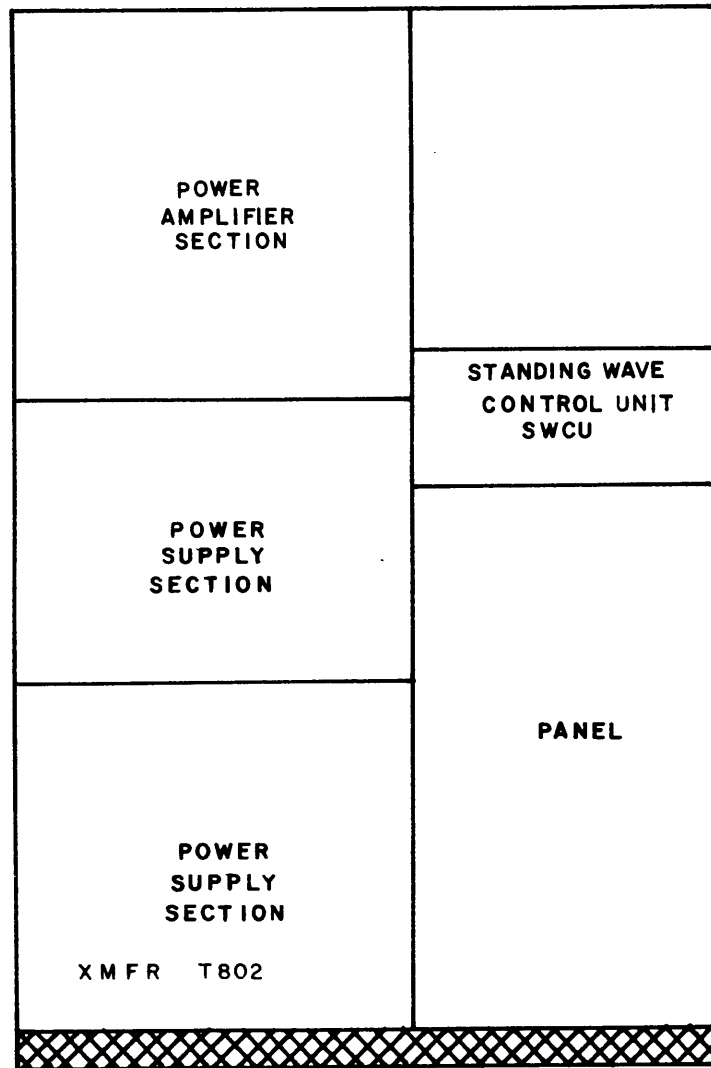 POWER
AMPLIFIER
SECTION
STANDING WAVE
CONTROL UNIT
SWCU
POWER
SUPPLY
SECTION
PANEL
POWER
SUPPLY
SECTION
XMFR T802